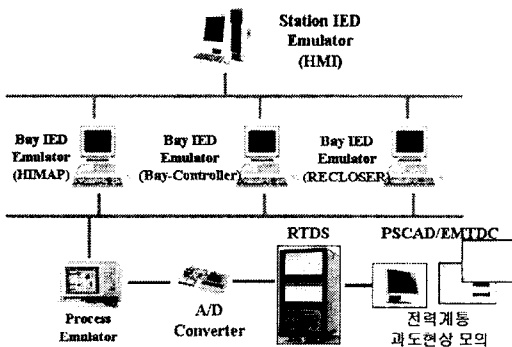 Station IED
Emulator
(HMI)
Bay IED
Emulator
(HIMAP)
Bay IED
Emulator
(Bay-Controller)
Bay IED
Emulator
(RECLOSER)
RTDS
PSCAD/EMTDC
Process
Emulator
A/D
Converter
전력계통
과도현상 모의